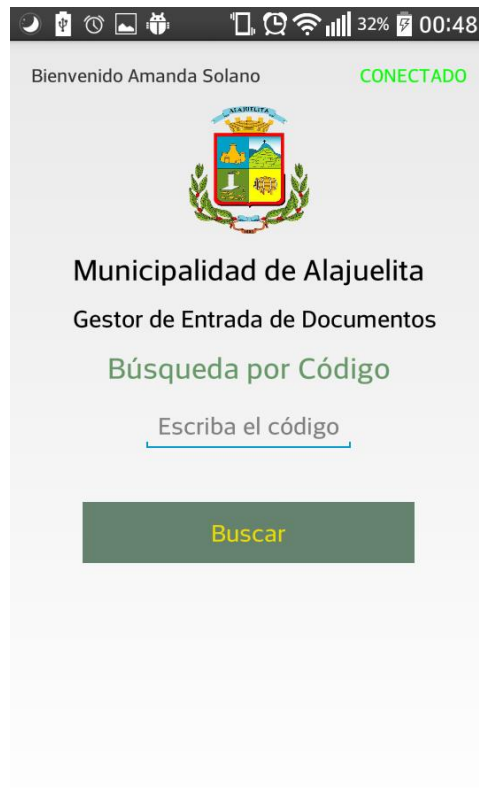 32% 00:48
Bienvenido Amanda Solano CONECTADO
ALAJUELITA
Municipalidad de Alajuelita
Gestor de Entrada de Documentos
Búsqueda por Código
Escriba el código
Buscar